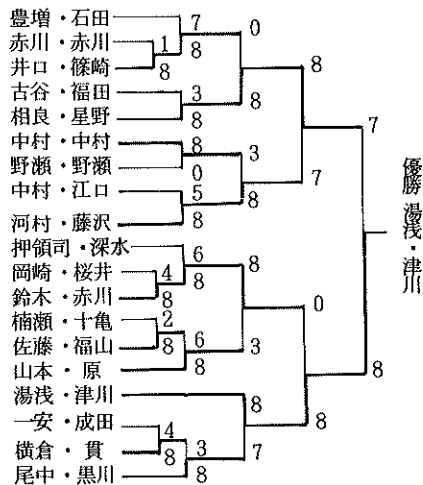 豊増・石田
赤川・赤川
井口・篠崎
古谷・福田
相良・星野
中村・中村
野瀬・野瀬
中村・江口
河村・藤沢
押領司・深水
岡崎・桜井
鈴木・赤川
楠瀬・十亀
佐藤・福山
山本・原
湯浅・津川
一安・成田
横倉・貫
尾中・黒川
7
1
8
8
3
8
8
0
5
8
6
4
8
8
2
8
6
8
4
8
3
8
0
8
3
8
8
3
8
7
8
7
0
8
7
8
優勝 湯浅・津川